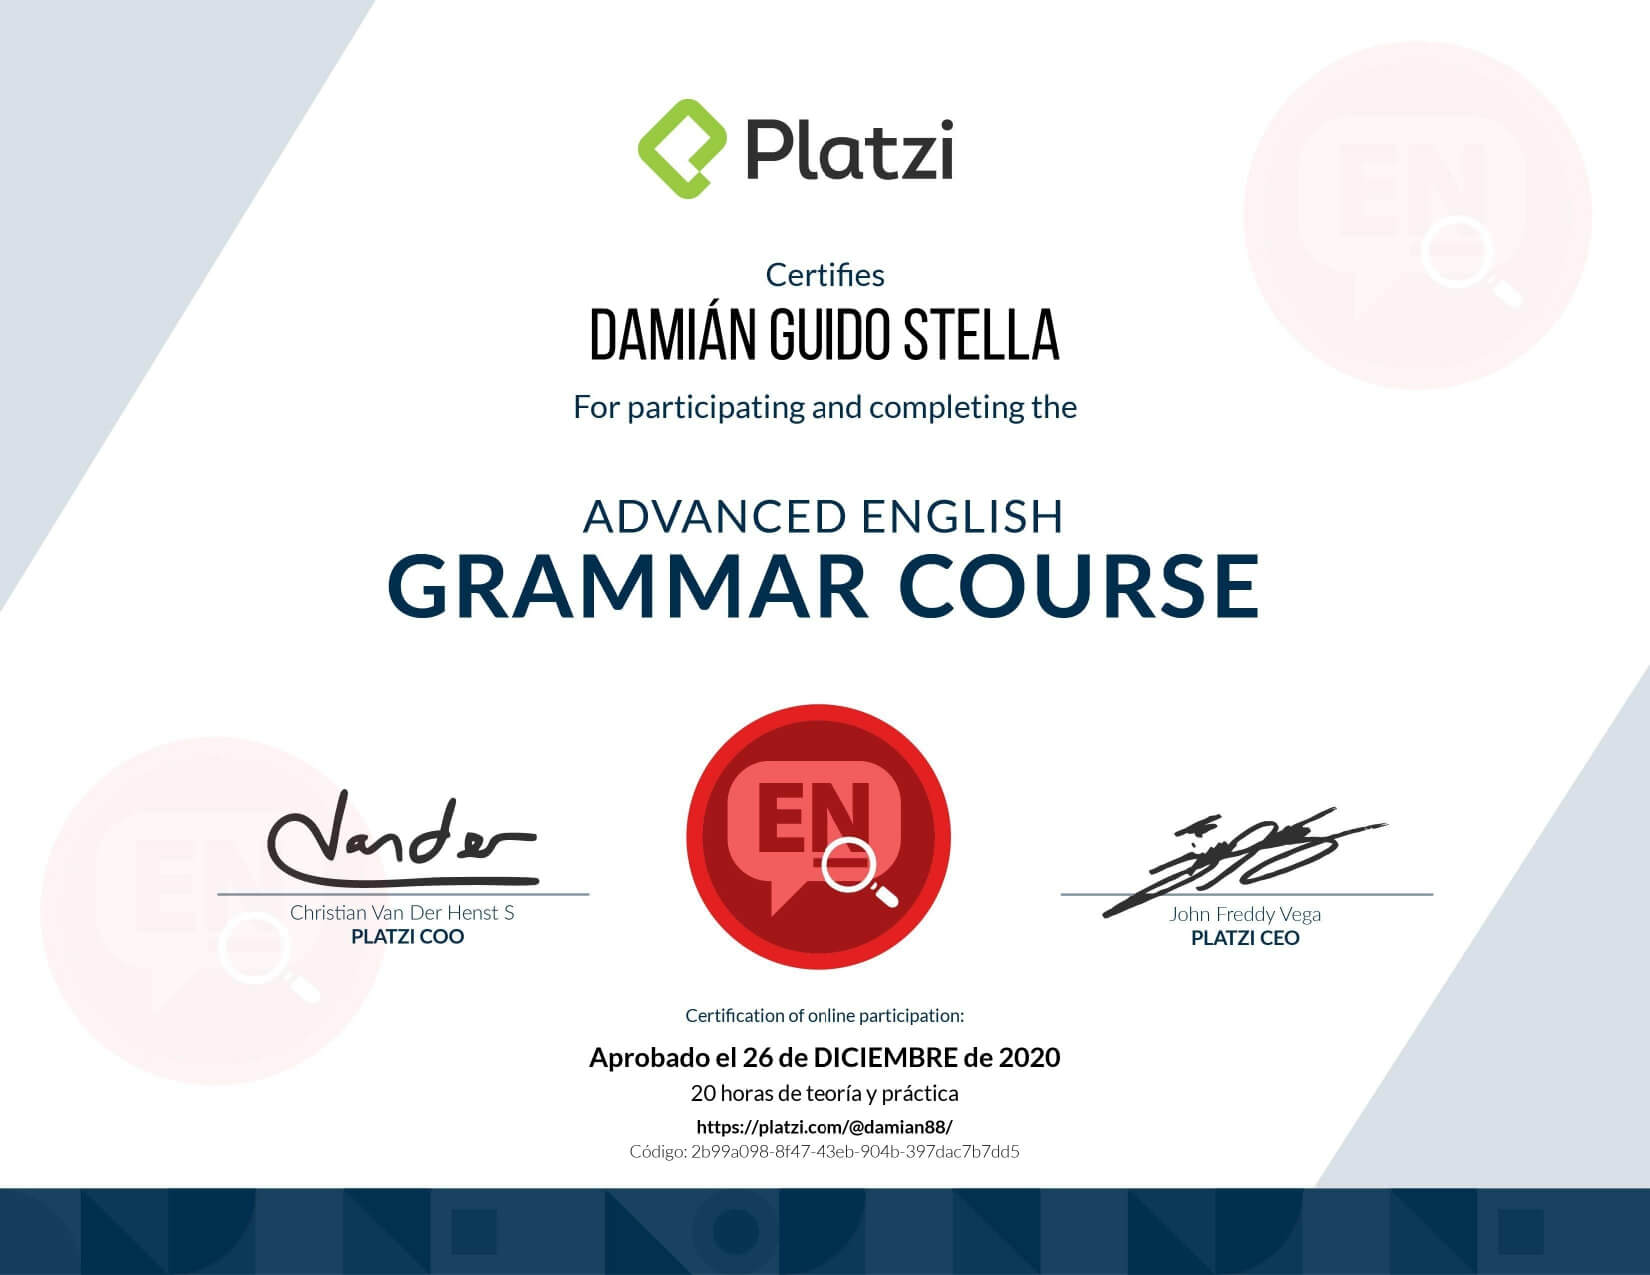 Platzi
Certifies
DAMIÁN GUIDO STELLA
For participating and completing the
ADVANCED ENGLISH
GRAMMAR COURSE
EN
EN
EN
Vander
Christian Van Der Henst S
PLATZI COO
John Freddy Vega
PLATZI CEO
Certification of online participation:
Aprobado el 26 de DICIEMBRE de 2020
20 horas de teoría y práctica
https://platzi.com/@damian88/
Código: 2b99a098-8f47-43eb-904b-397dac7b7dd5